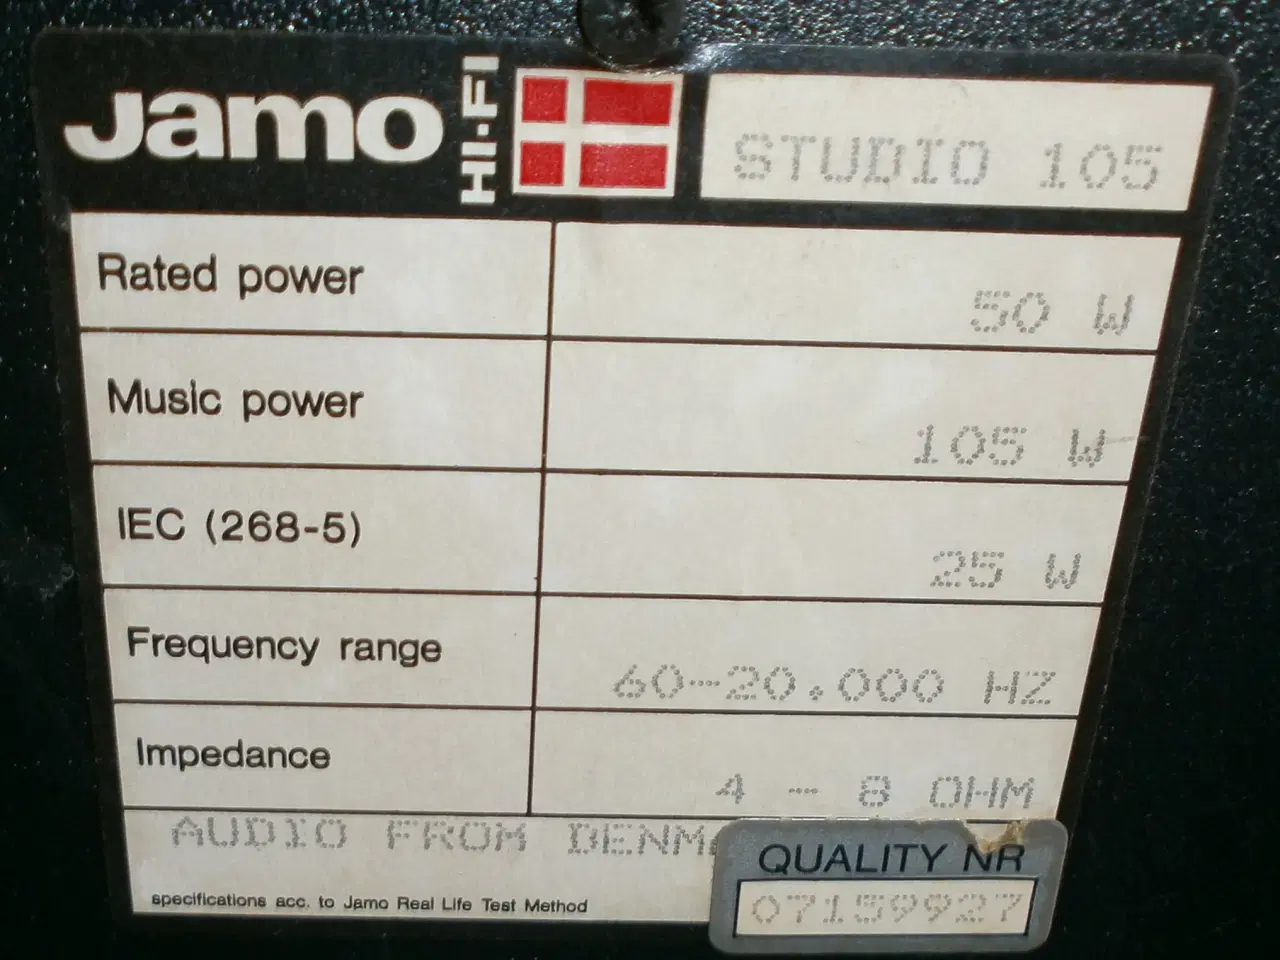 Jamo HI-FI STUDIO 105
Rated power 50 W
Music power 105 W
IEC (268-5) 25 W
Frequency range 60-20.000 HZ
Impedance 4 - 8 OHM
AUDIO FROM DENMA
QUALITY NR
07159927
specifications acc. to Jamo Real Life Test Method